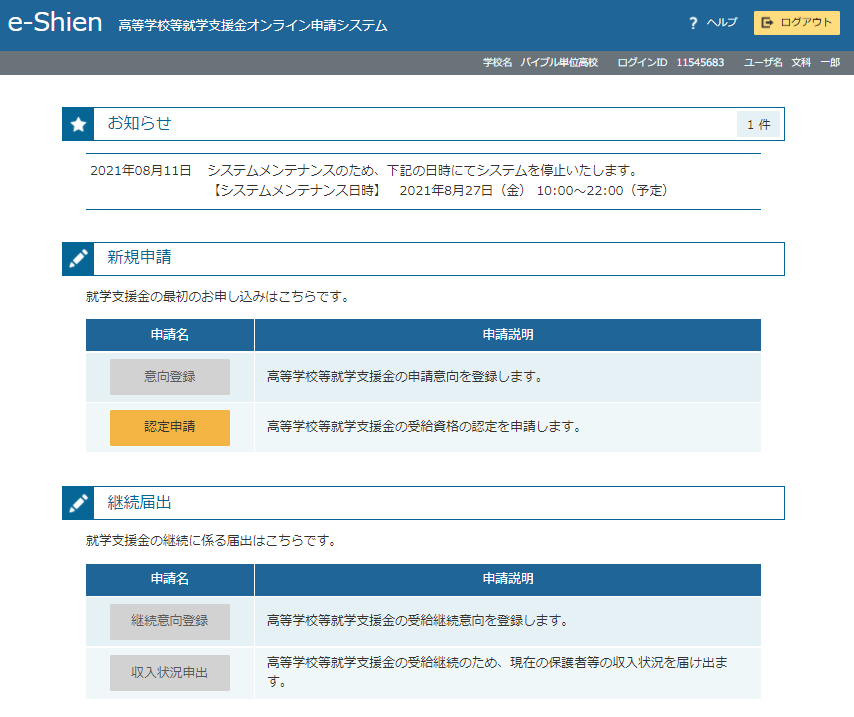 e-Shien 高等学校等就学支援金オンライン申請システム ? ヘルプ ログアウト
学校名 バイブル単位高校 ログインID 11545683 ユーザ名 文科 一郎
お知らせ 1 件
2021年08月11日 システムメンテナンスのため、下記の日時にてシステムを停止いたします。
【システムメンテナンス日時】 2021年8月27日（金） 10:00～22:00（予定）
新規申請
就学支援金の最初のお申し込みはこちらです。
申請名 申請説明
意向登録 高等学校等就学支援金の申請意向を登録します。
認定申請 高等学校等就学支援金の受給資格の認定を申請します。
継続届出
就学支援金の継続に係る届出はこちらです。
申請名 申請説明
継続意向登録 高等学校等就学支援金の受給継続意向を登録します。
収入状況申出 高等学校等就学支援金の受給継続のため、現在の保護者等の収入状況を届け出ま
す。